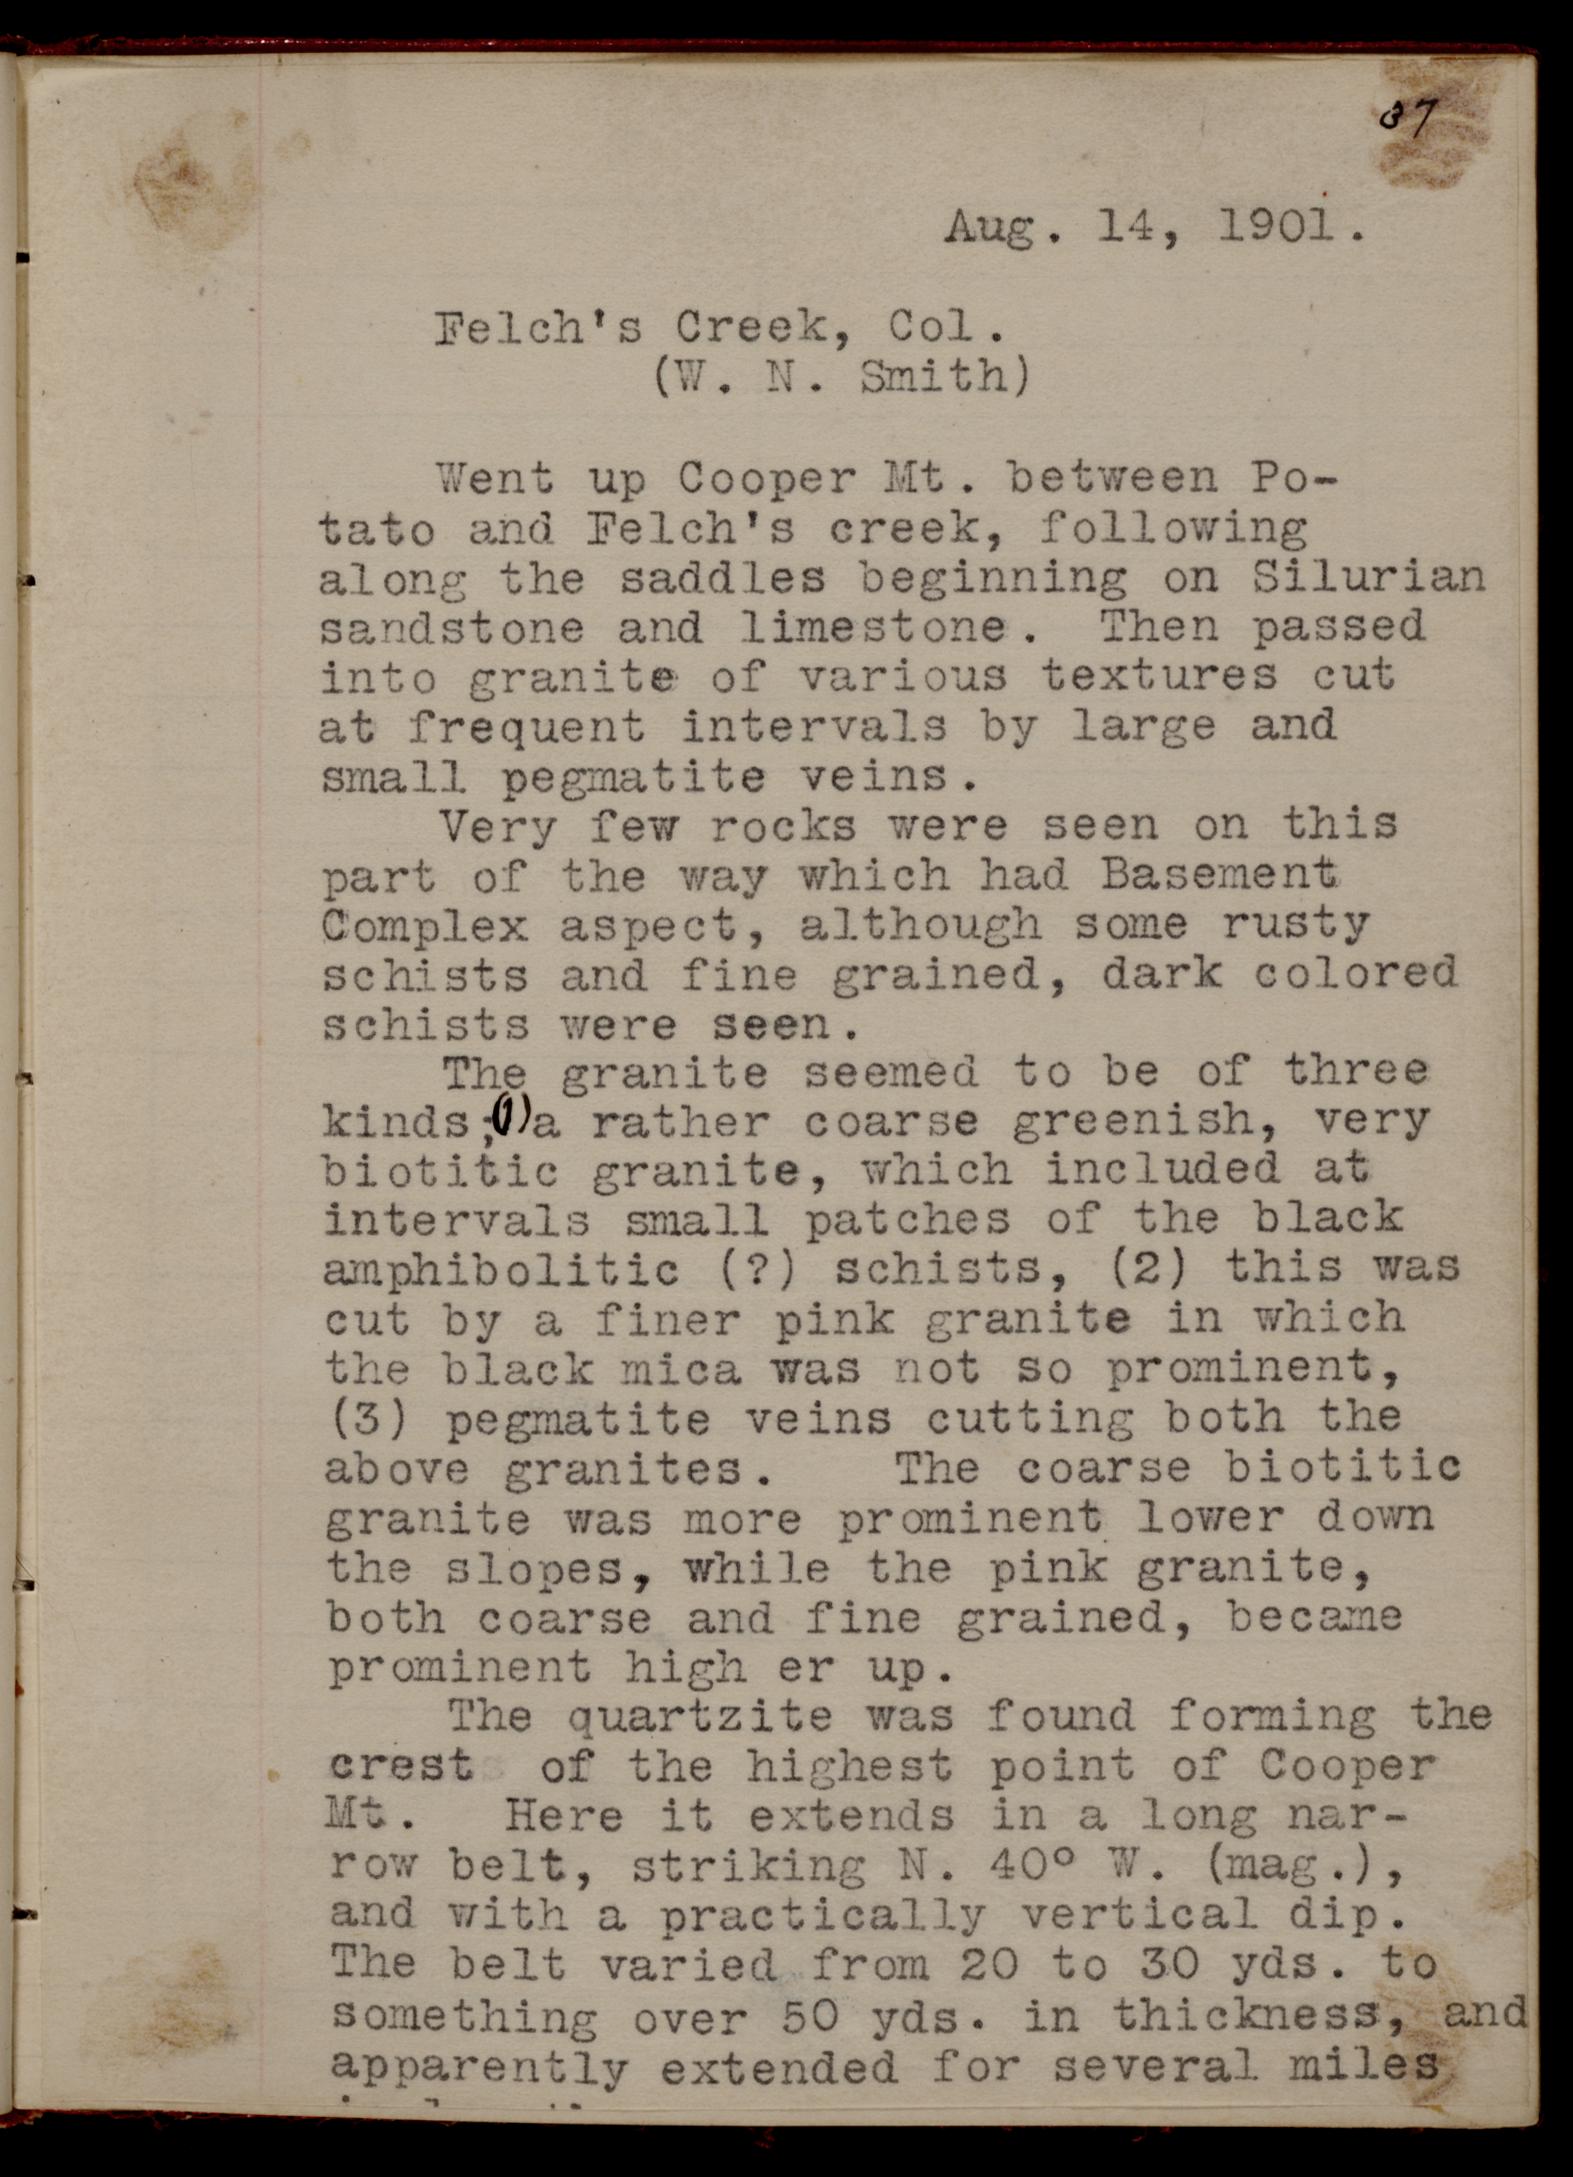 37
Aug. 14, 1901.
Felch's Creek, Col.
(W. N. Smith)
Went up Cooper Mt. between Po-
tato and Felch's creek, following
along the saddles beginning on Silurian
sandstone and limestone. Then passed
into granite of various textures cut
at frequent intervals by large and
small pegmatite veins.
Very few rocks were seen on this
part of the way which had Basement
Complex aspect, although some rusty
schists and fine grained, dark colored
schists were seen.
The granite seemed to be of three
kinds; (1) a rather coarse greenish, very
biotitic granite, which included at
intervals small patches of the black
amphibolitic (?) schists, (2) this was
cut by a finer pink granite in which
the black mica was not so prominent,
(3) pegmatite veins cutting both the
above granites. The coarse biotitic
granite was more prominent lower down
the slopes, while the pink granite,
both coarse and fine grained, became
prominent high er up.
The quartzite was found forming the
crest of the highest point of Cooper
Mt. Here it extends in a long nar-
row belt, striking N. 40° W. (mag.),
and with a practically vertical dip.
The belt varied from 20 to 30 yds. to
something over 50 yds. in thickness, and
apparently extended for several miles